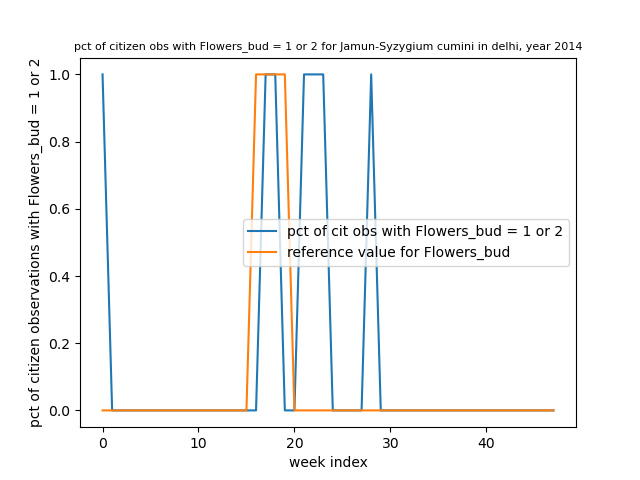 pct of citizen obs with Flowers_bud = 1 or 2 for Jamun-Syzygium cumini in delhi, year 2014
pct of citizen observations with Flowers_bud = 1 or 2
1.0
0.8
0.6
0.4
0.2
0.0
pct of cit obs with Flowers_bud = 1 or 2
reference value for Flowers_bud
0
10
20
30
40
week index